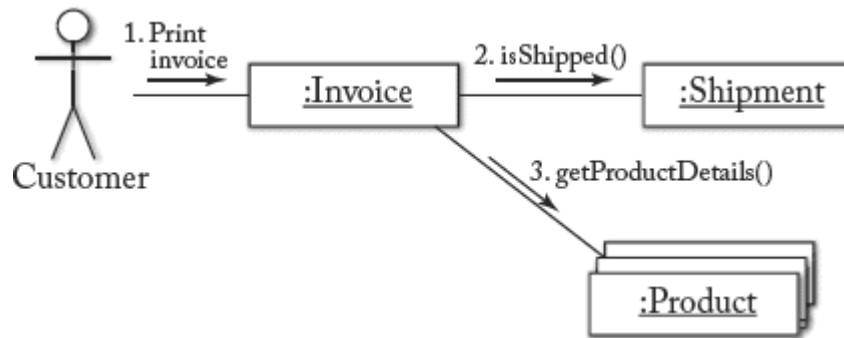 1. Print
invoice
2. isShipped()
:Invoice
:Shipment
Customer
3. getProductDetails()
:Product